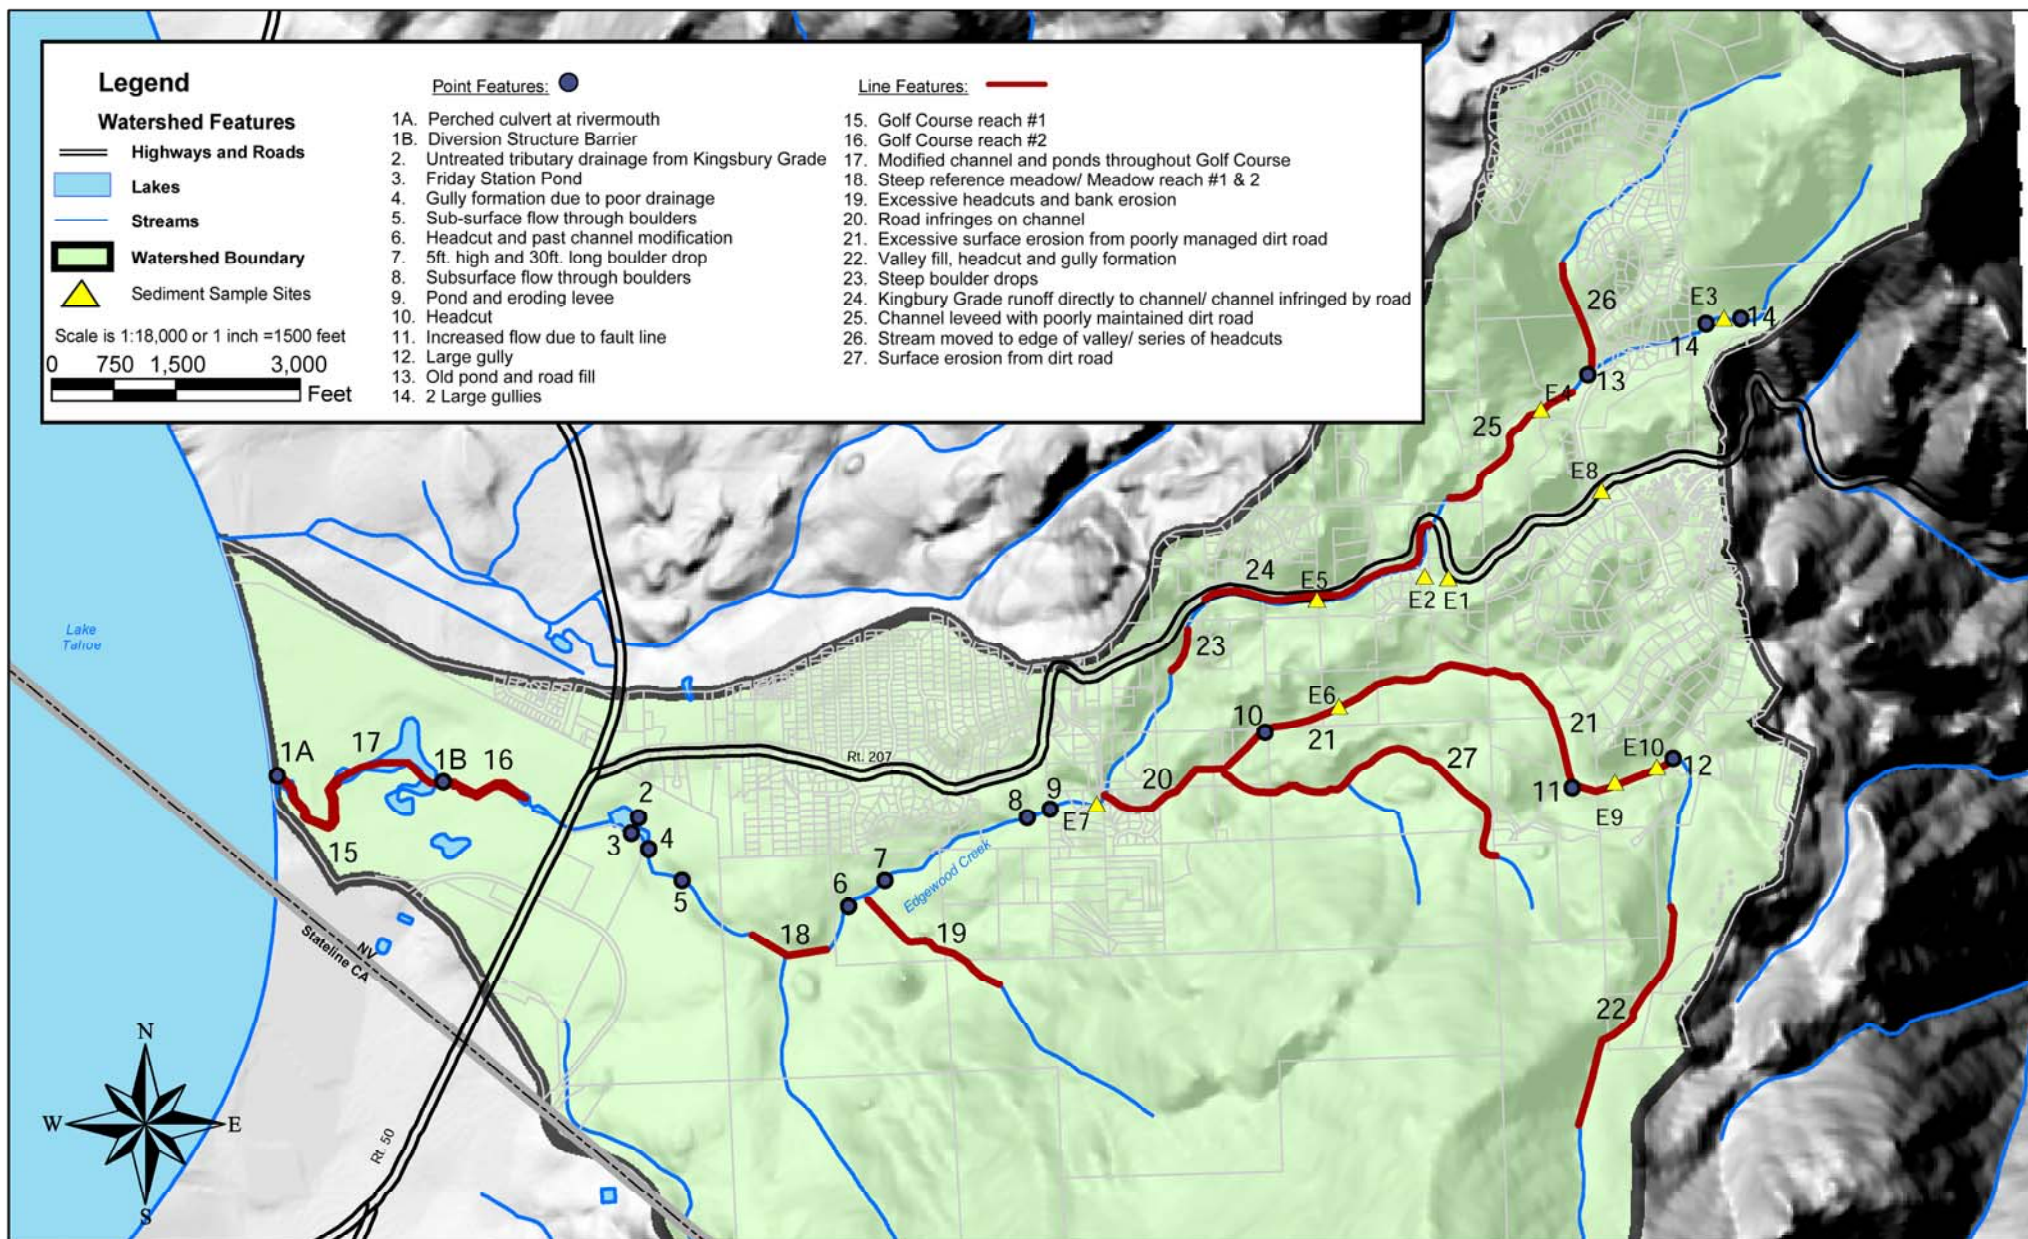 Legend
Watershed Features
Highways and Roads
Lakes
Streams
Watershed Boundary
Sediment Sample Sites
Scale is 1:18,000 or 1 inch =1500 feet
0 750 1,500 3,000
Feet
Point Features:
1A. Perched culvert at rivermouth
1B. Diversion Structure Barrier
2. Untreated tributary drainage from Kingsbury Grade
3. Friday Station Pond
4. Gully formation due to poor drainage
5. Sub-surface flow through boulders
6. Headcut and past channel modification
7. 5ft. high and 30ft. long boulder drop
8. Subsurface flow through boulders
9. Pond and eroding levee
10. Headcut
11. Increased flow due to fault line
12. Large gully
13. Old pond and road fill
14. 2 Large gullies
Line Features:
15. Golf Course reach #1
16. Golf Course reach #2
17. Modified channel and ponds throughout Golf Course
18. Steep reference meadow/ Meadow reach #1 & 2
19. Excessive headcuts and bank erosion
20. Road infringes on channel
21. Excessive surface erosion from poorly managed dirt road
22. Valley fill, headcut and gully formation
23. Steep boulder drops
24. Kingbury Grade runoff directly to channel/ channel infringed by road
25. Channel leveed with poorly maintained dirt road
26. Stream moved to edge of valley/ series of headcuts
27. Surface erosion from dirt road
26
E3
14
14
13
E4
25
E8
24
E5
E2
E1
Lake
Tahoe
23
E6
10
21
21
1A
17
1B
16
Rt. 207
27
E10
12
20
11
E9
2
8
9
E7
3
4
15
7
5
6
Edgewood Creek
18
19
NV
Stateline CA
22
N
W
E
S
Rt. 50